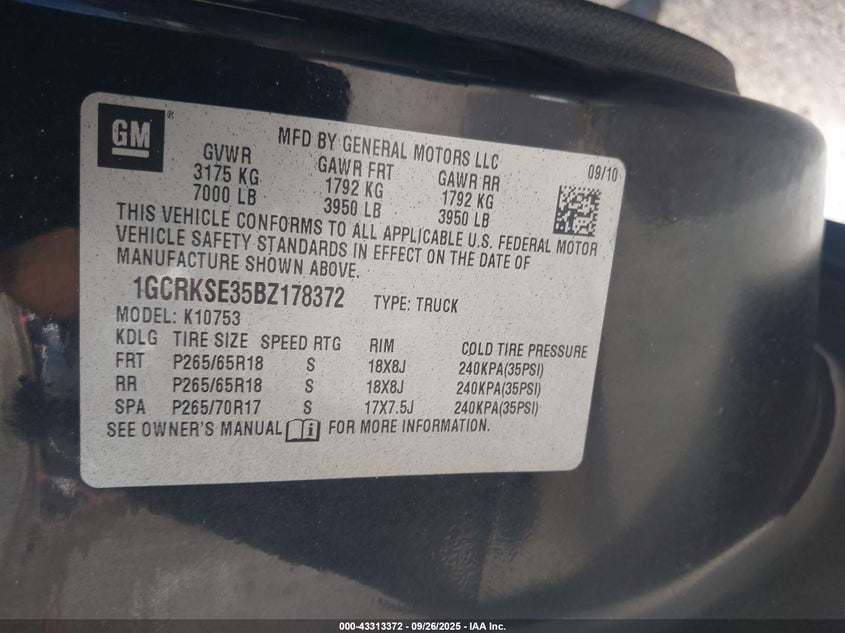 GM
MFD BY GENERAL MOTORS LLC
09/10
GVWR GAWR FRT GAWR RR
3175 KG 1792 KG 1792 KG
7000 LB 3950 LB 3950 LB
THIS VEHICLE CONFORMS TO ALL APPLICABLE U.S. FEDERAL MOTOR
VEHICLE SAFETY STANDARDS IN EFFECT ON THE DATE OF
MANUFACTURE SHOWN ABOVE.
1GCRKSE35BZ178372 TYPE: TRUCK
MODEL: K10753
KDLG TIRE SIZE SPEED RTG RIM COLD TIRE PRESSURE
FRT P265/65R18 S 18X8J 240KPA(35PSI)
RR P265/65R18 S 18X8J 240KPA(35PSI)
SPA P265/70R17 S 17X7.5J 240KPA(35PSI)
SEE OWNER'S MANUAL i FOR MORE INFORMATION.
000-43313372 - 09/26/2025 - IAA Inc.